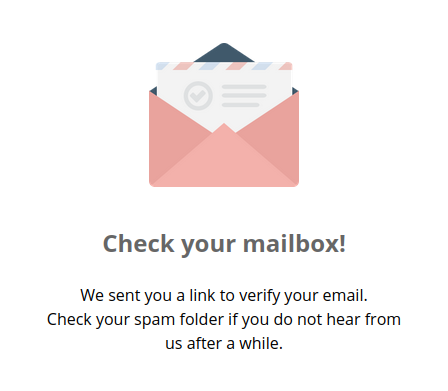 Check your mailbox!
We sent you a link to verify your email.
Check your spam folder if you do not hear from
us after a while.